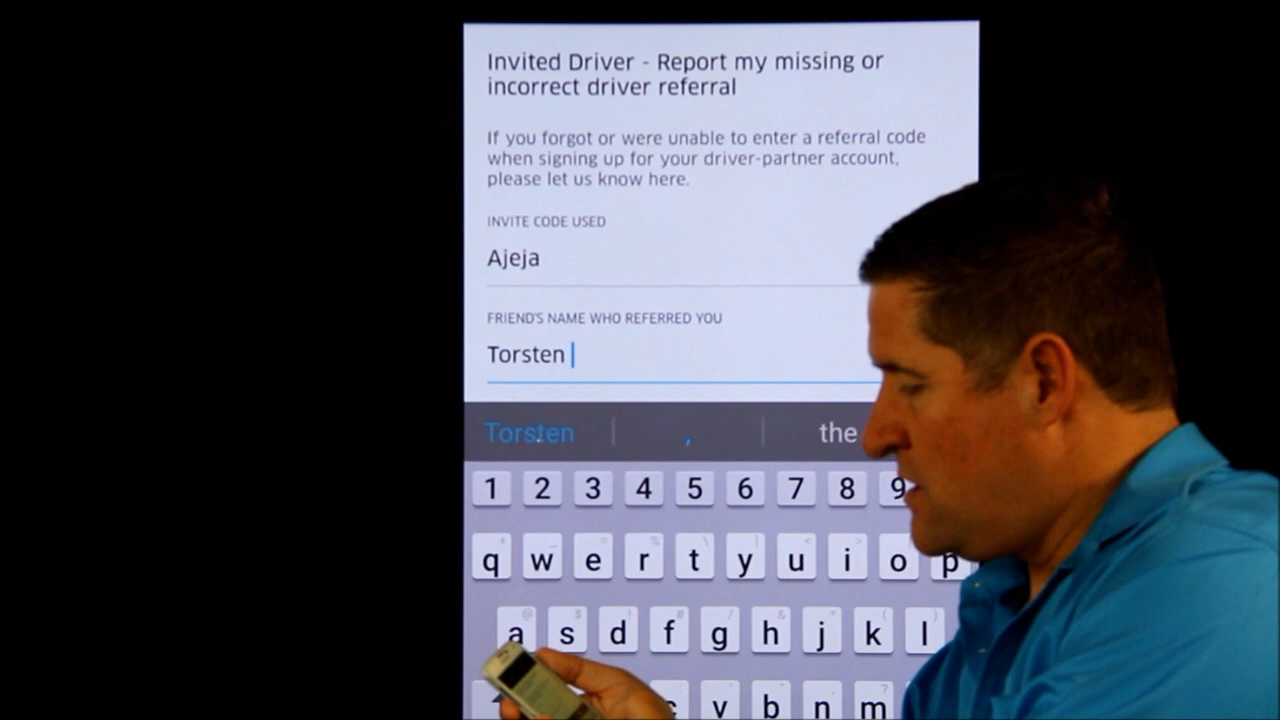 Invited Driver - Report my missing or
incorrect driver referral
If you forgot or were unable to enter a referral code
when signing up for your driver-partner account,
please let us know here.
INVITE CODE USED
Ajeja
FRIEND'S NAME WHO REFERRED YOU
Torsten
Torsten , the
1 2 3 4 5 6 7 8 9
q w e r t y u i o p
a s d f g h j k l
v b n m